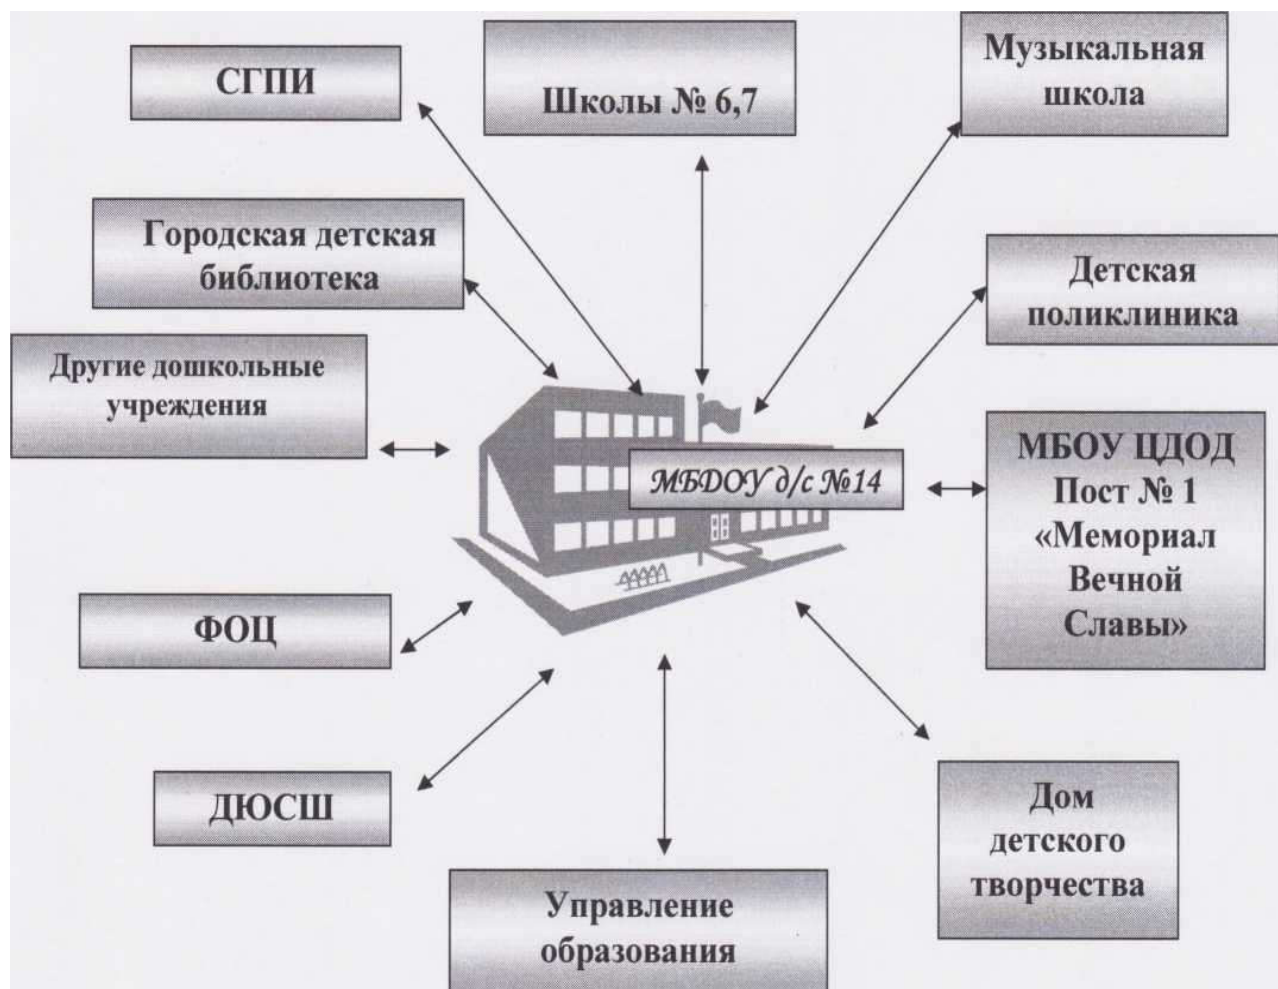 СГПИ
Школы № 6,7
Музыкальная
школа
Городская детская
библиотека
Детская
поликлиника
Другие дошкольные
учреждения
МБДОУ д/с №14
МБОУ ЦДОД
Пост № 1
«Мемориал
Вечной
Славы»
ФОЦ
ДЮСШ
Дом
детского
творчества
Управление
образования